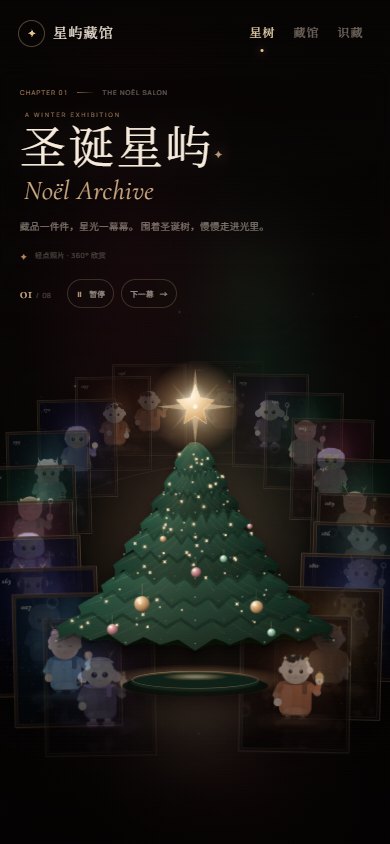 星屿藏馆
星树 藏馆 识藏
CHAPTER 01 — THE NOËL SALON
A WINTER EXHIBITION
圣诞星屿
Noël Archive
藏品一件件，星光一幕幕。围着圣诞树，慢慢走进光里。
轻点照片 · 360° 欣赏
01 / 08 暂停 下一幕 →